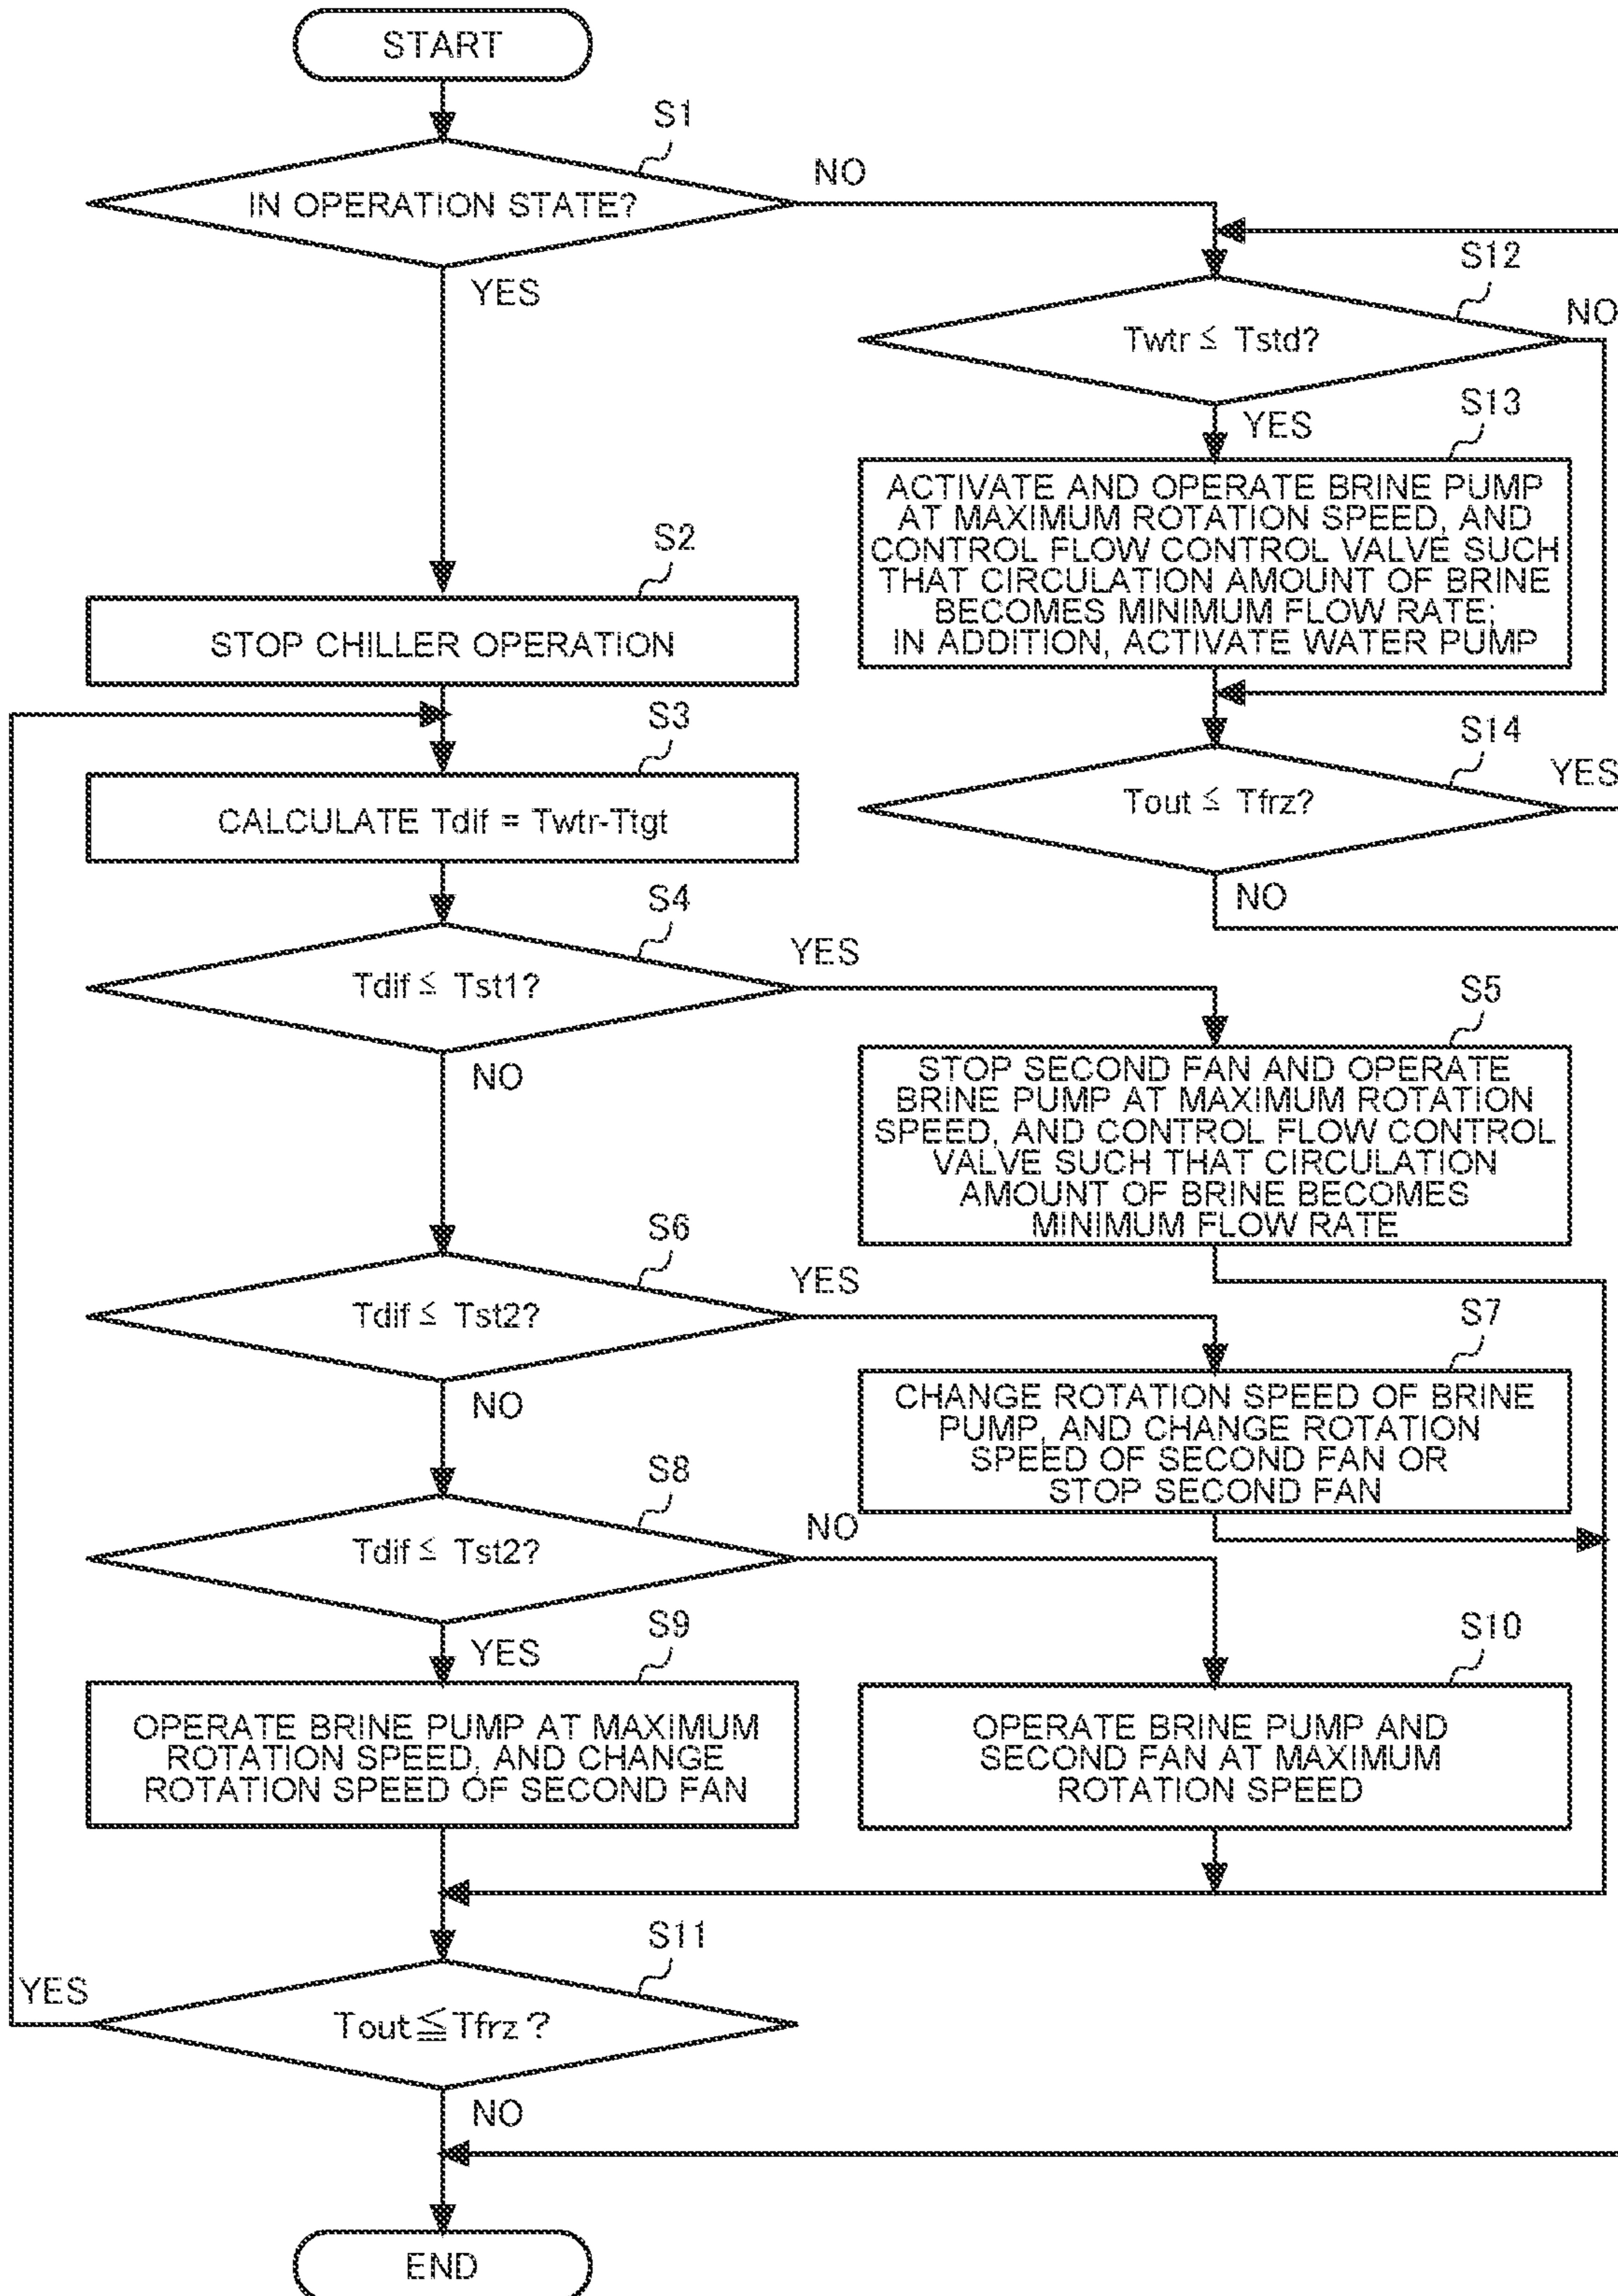 START
S1
IN OPERATION STATE?
NO
YES
S12
Twtr ≦ Tstd?
NO
YES
S13
ACTIVATE AND OPERATE BRINE PUMP
AT MAXIMUM ROTATION SPEED, AND
CONTROL FLOW CONTROL VALVE SUCH
THAT CIRCULATION AMOUNT OF BRINE
BECOMES MINIMUM FLOW RATE;
IN ADDITION, ACTIVATE WATER PUMP
S2
STOP CHILLER OPERATION
S3
CALCULATE Tdif = Twtr-Ttgt
S14
Tout ≦ Tfrz?
YES
NO
S4
Tdif ≦ Tst1?
YES
NO
S5
STOP SECOND FAN AND OPERATE
BRINE PUMP AT MAXIMUM ROTATION
SPEED, AND CONTROL FLOW CONTROL
VALVE SUCH THAT CIRCULATION
AMOUNT OF BRINE BECOMES
MINIMUM FLOW RATE
S6
Tdif ≦ Tst2?
YES
NO
S7
CHANGE ROTATION SPEED OF BRINE
PUMP, AND CHANGE ROTATION
SPEED OF SECOND FAN OR
STOP SECOND FAN
S8
Tdif ≦ Tst2?
NO
YES
S9
OPERATE BRINE PUMP AT MAXIMUM
ROTATION SPEED, AND CHANGE
ROTATION SPEED OF SECOND FAN
S10
OPERATE BRINE PUMP AND
SECOND FAN AT MAXIMUM
ROTATION SPEED
S11
Tout≦Tfrz ?
YES
NO
END